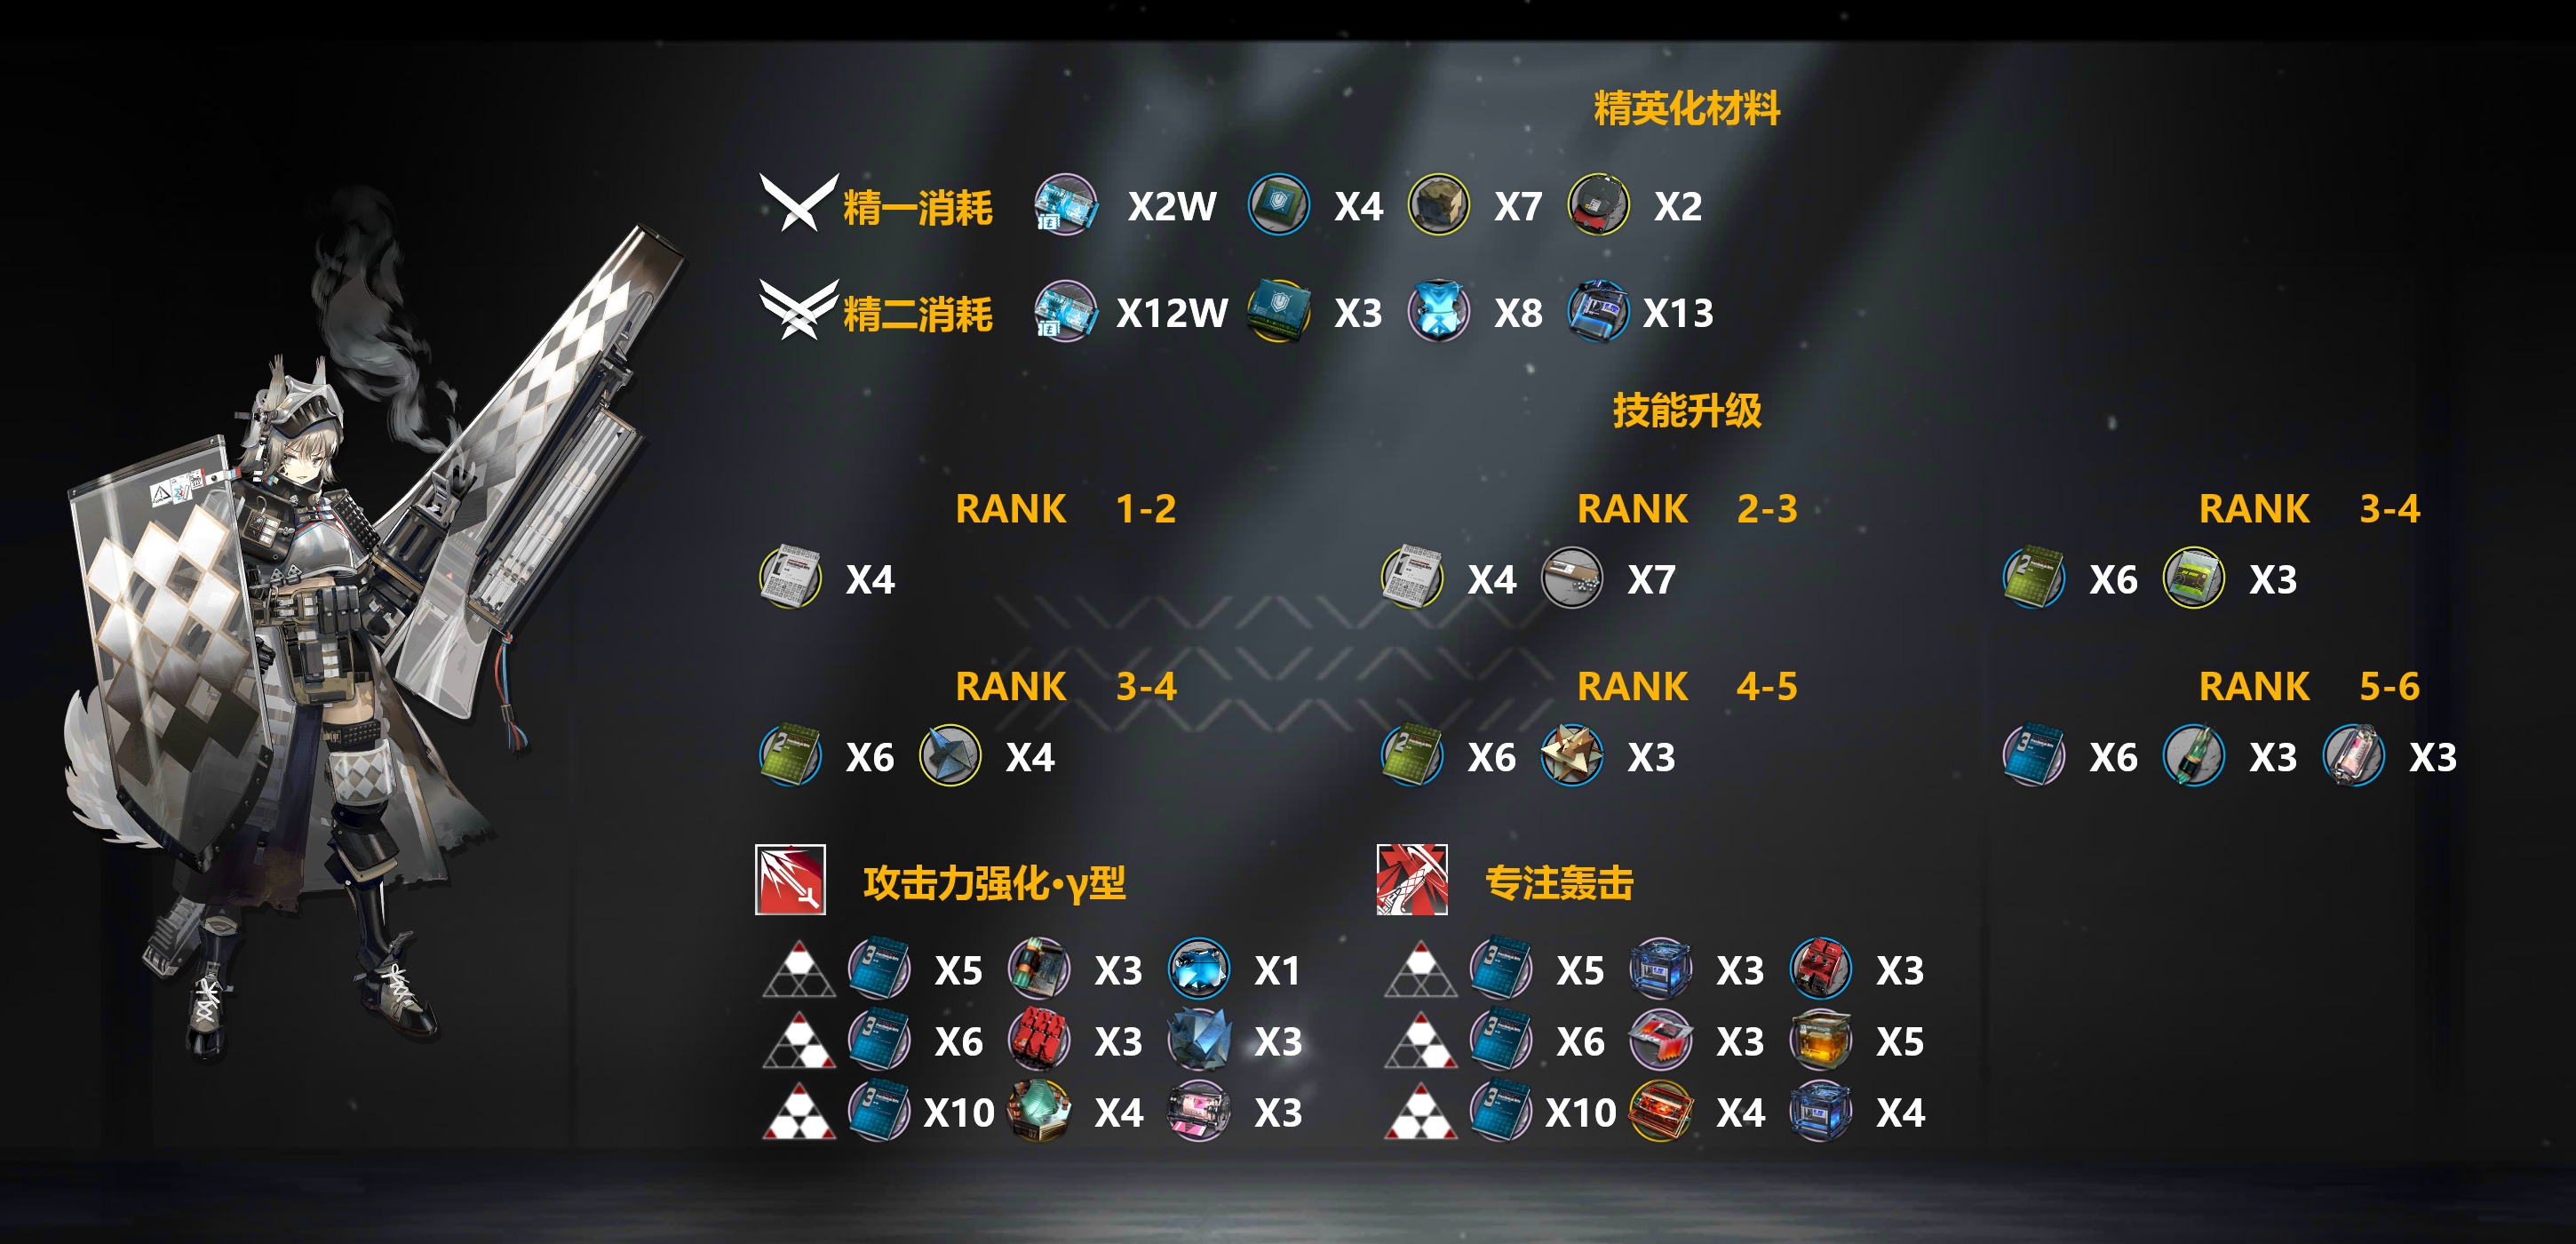 精英化材料
精一消耗 X2W X4 X7 X2
精二消耗 X12W X3 X8 X13
技能升级
RANK 1-2 RANK 2-3 RANK 3-4
X4 X4 X7 X6 X3
RANK 3-4 RANK 4-5 RANK 5-6
X6 X4 X6 X3 X6 X3 X3
攻击力强化·γ型 专注轰击
X5 X3 X1 X5 X3 X3
X6 X3 X3 X6 X3 X5
X10 X4 X3 X10 X4 X4